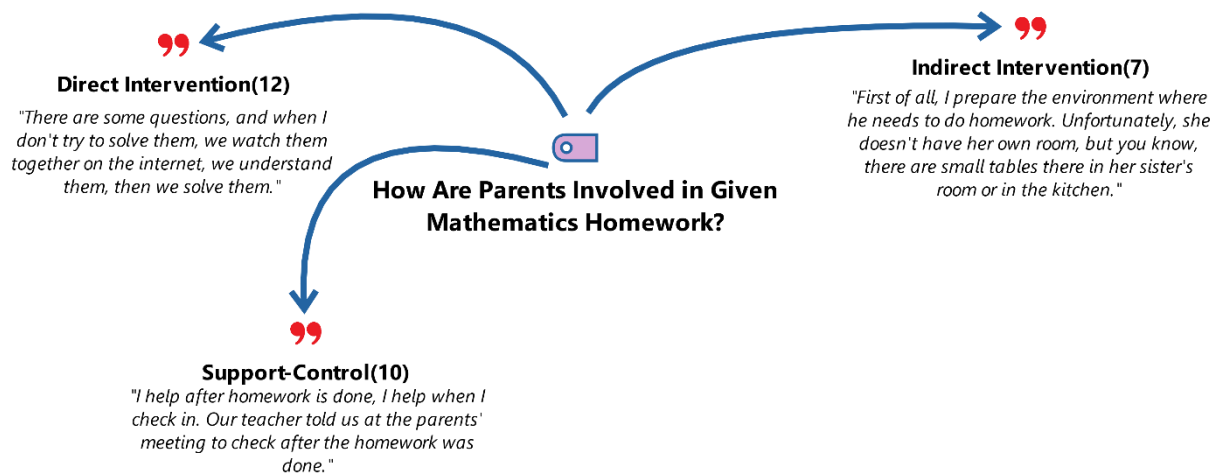 Direct Intervention(12)
"There are some questions, and when I
don't try to solve them, we watch them
together on the internet, we understand
them, then we solve them."
Indirect Intervention(7)
"First of all, I prepare the environment where
he needs to do homework. Unfortunately, she
doesn't have her own room, but you know,
there are small tables there in her sister's
room or in the kitchen."
How Are Parents Involved in Given
Mathematics Homework?
Support-Control(10)
"I help after homework is done, I help when I
check in. Our teacher told us at the parents'
meeting to check after the homework was
done."